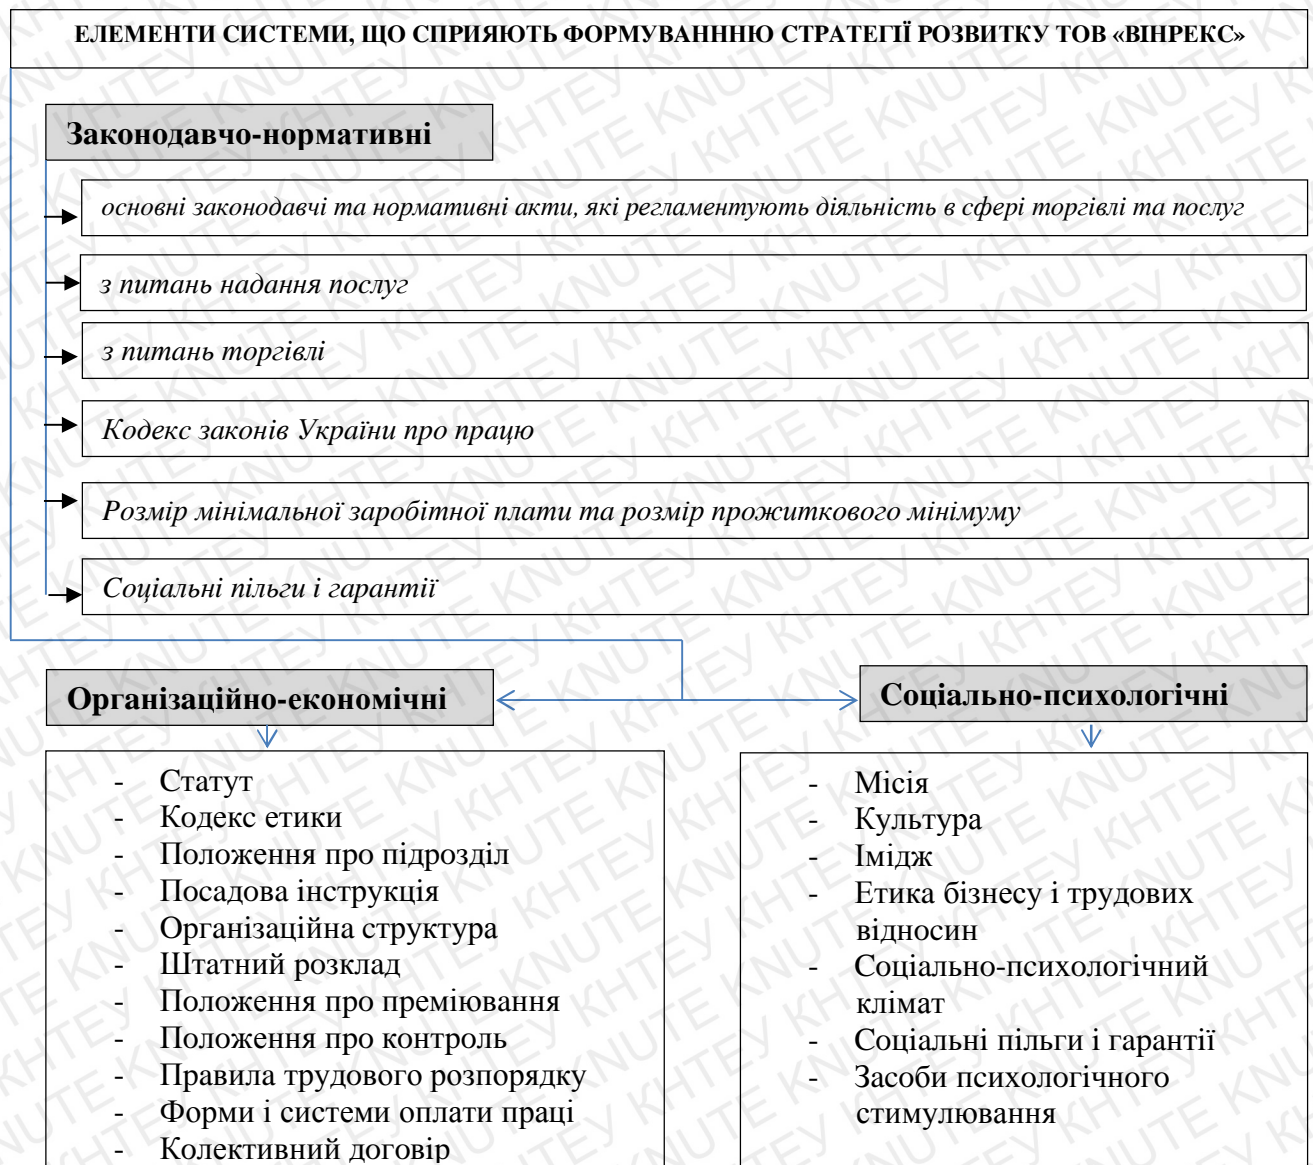 ЕЛЕМЕНТИ СИСТЕМИ, ЩО СПРИЯЮТЬ ФОРМУВАНННЮ СТРАТЕГІЇ РОЗВИТКУ ТОВ «ВІНРЕКС»
Законодавчо-нормативні
основні законодавчі та нормативні акти, які регламентують діяльність в сфері торгівлі та послуг
з питань надання послуг
з питань торгівлі
Кодекс законів України про працю
Розмір мінімальної заробітної плати та розмір прожиткового мінімуму
Соціальні пільги і гарантії
Організаційно-економічні
- Статут
- Кодекс етики
- Положення про підрозділ
- Посадова інструкція
- Організаційна структура
- Штатний розклад
- Положення про преміювання
- Положення про контроль
- Правила трудового розпорядку
- Форми і системи оплати праці
- Колективний договір
Соціально-психологічні
- Місія
- Культура
- Імідж
- Етика бізнесу і трудових
відносин
- Соціально-психологічний
клімат
- Соціальні пільги і гарантії
- Засоби психологічного
стимулювання